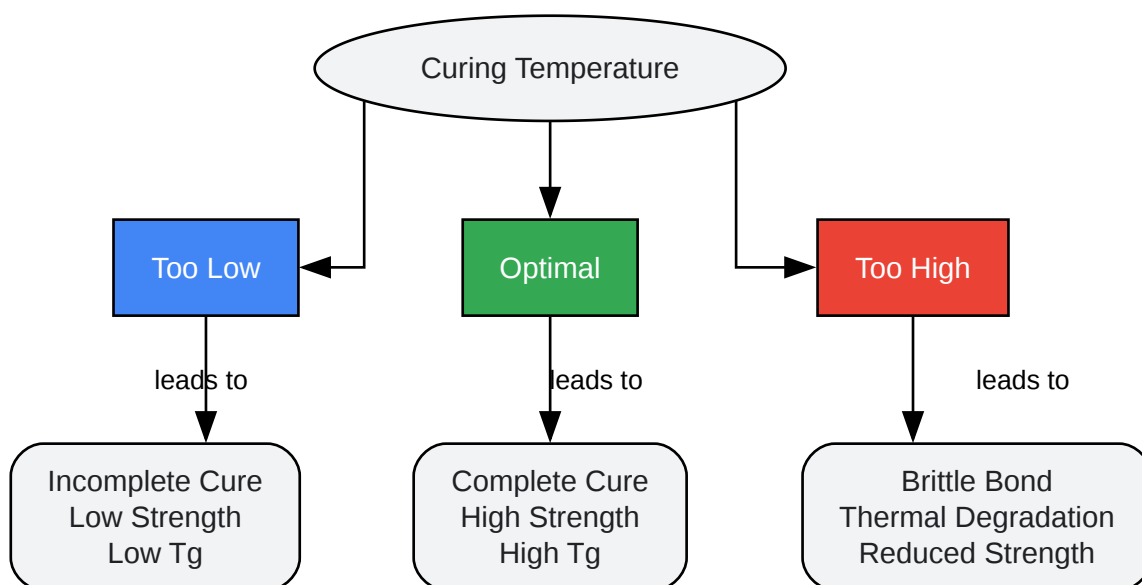 Curing Temperature
Too Low
Optimal
Too High
leads to
leads to
leads to
Incomplete Cure
Low Strength
Low Tg
Complete Cure
High Strength
High Tg
Brittle Bond
Thermal Degradation
Reduced Strength